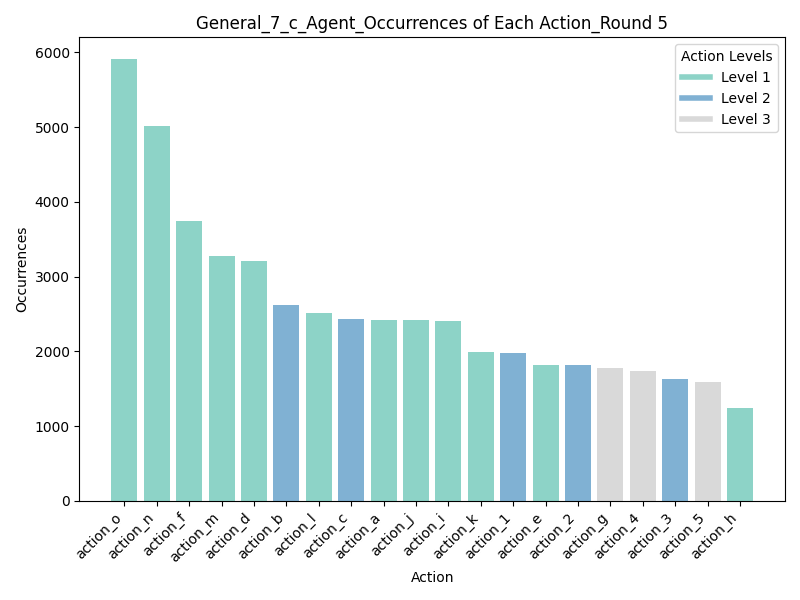 General_7_c_Agent_Occurrences of Each Action_Round 5
Action Levels
Level 1
Level 2
Level 3
Occurrences
6000
5000
4000
3000
2000
1000
0
action_o
action_n
action_f
action_m
action_d
action_b
action_l
action_c
action_a
action_j
action_i
action_k
action_1
action_e
action_2
action_g
action_4
action_3
action_5
action_h
Action